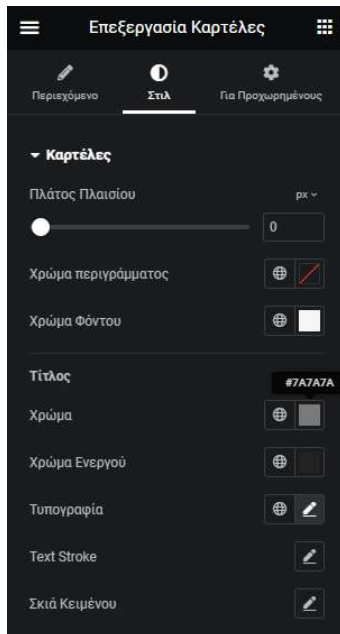 Επεξεργασία Καρτέλες
Περιεχόμενο Στιλ Για Προχωρημένους
Καρτέλες
Πλάτος Πλαισίου px
0
Χρώμα περιγράμματος
Χρώμα Φόντου
Τίτλος
#7A7A7A
Χρώμα
Χρώμα Ενεργού
Τυπογραφία
Text Stroke
Σκιά Κειμένου